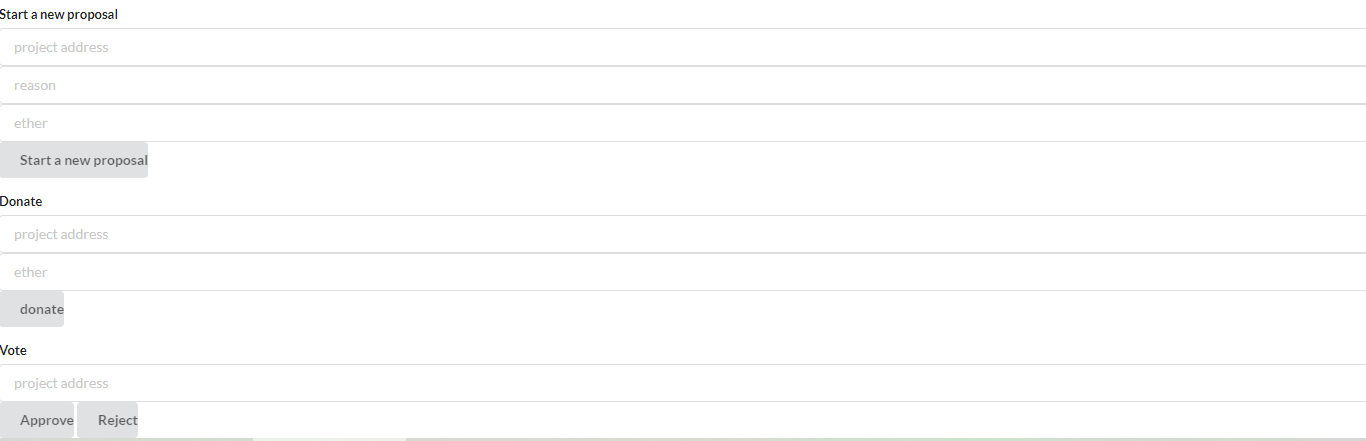 Start a new proposal
project address
reason
ether
Start a new proposal
Donate
project address
ether
donate
Vote
project address
Approve Reject